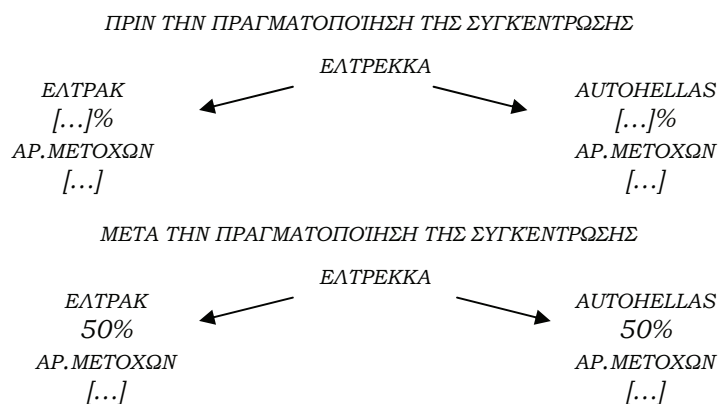 ΠΡΙΝ ΤΗΝ ΠΡΑΓΜΑΤΟΠΟΊΗΣΗ ΤΗΣ ΣΥΓΚΈΝΤΡΩΣΗΣ
ΕΛΤΡΕΚΚΑ
ΕΛΤΡΑΚ
[…]%
ΑΡ.ΜΕΤΟΧΩΝ
[…]
AUTOHELLAS
[…]%
ΑΡ.ΜΕΤΟΧΩΝ
[…]
ΜΕΤΑ ΤΗΝ ΠΡΑΓΜΑΤΟΠΟΊΗΣΗ ΤΗΣ ΣΥΓΚΈΝΤΡΩΣΗΣ
ΕΛΤΡΕΚΚΑ
ΕΛΤΡΑΚ
50%
ΑΡ.ΜΕΤΟΧΩΝ
[…]
AUTOHELLAS
50%
ΑΡ.ΜΕΤΟΧΩΝ
[…]